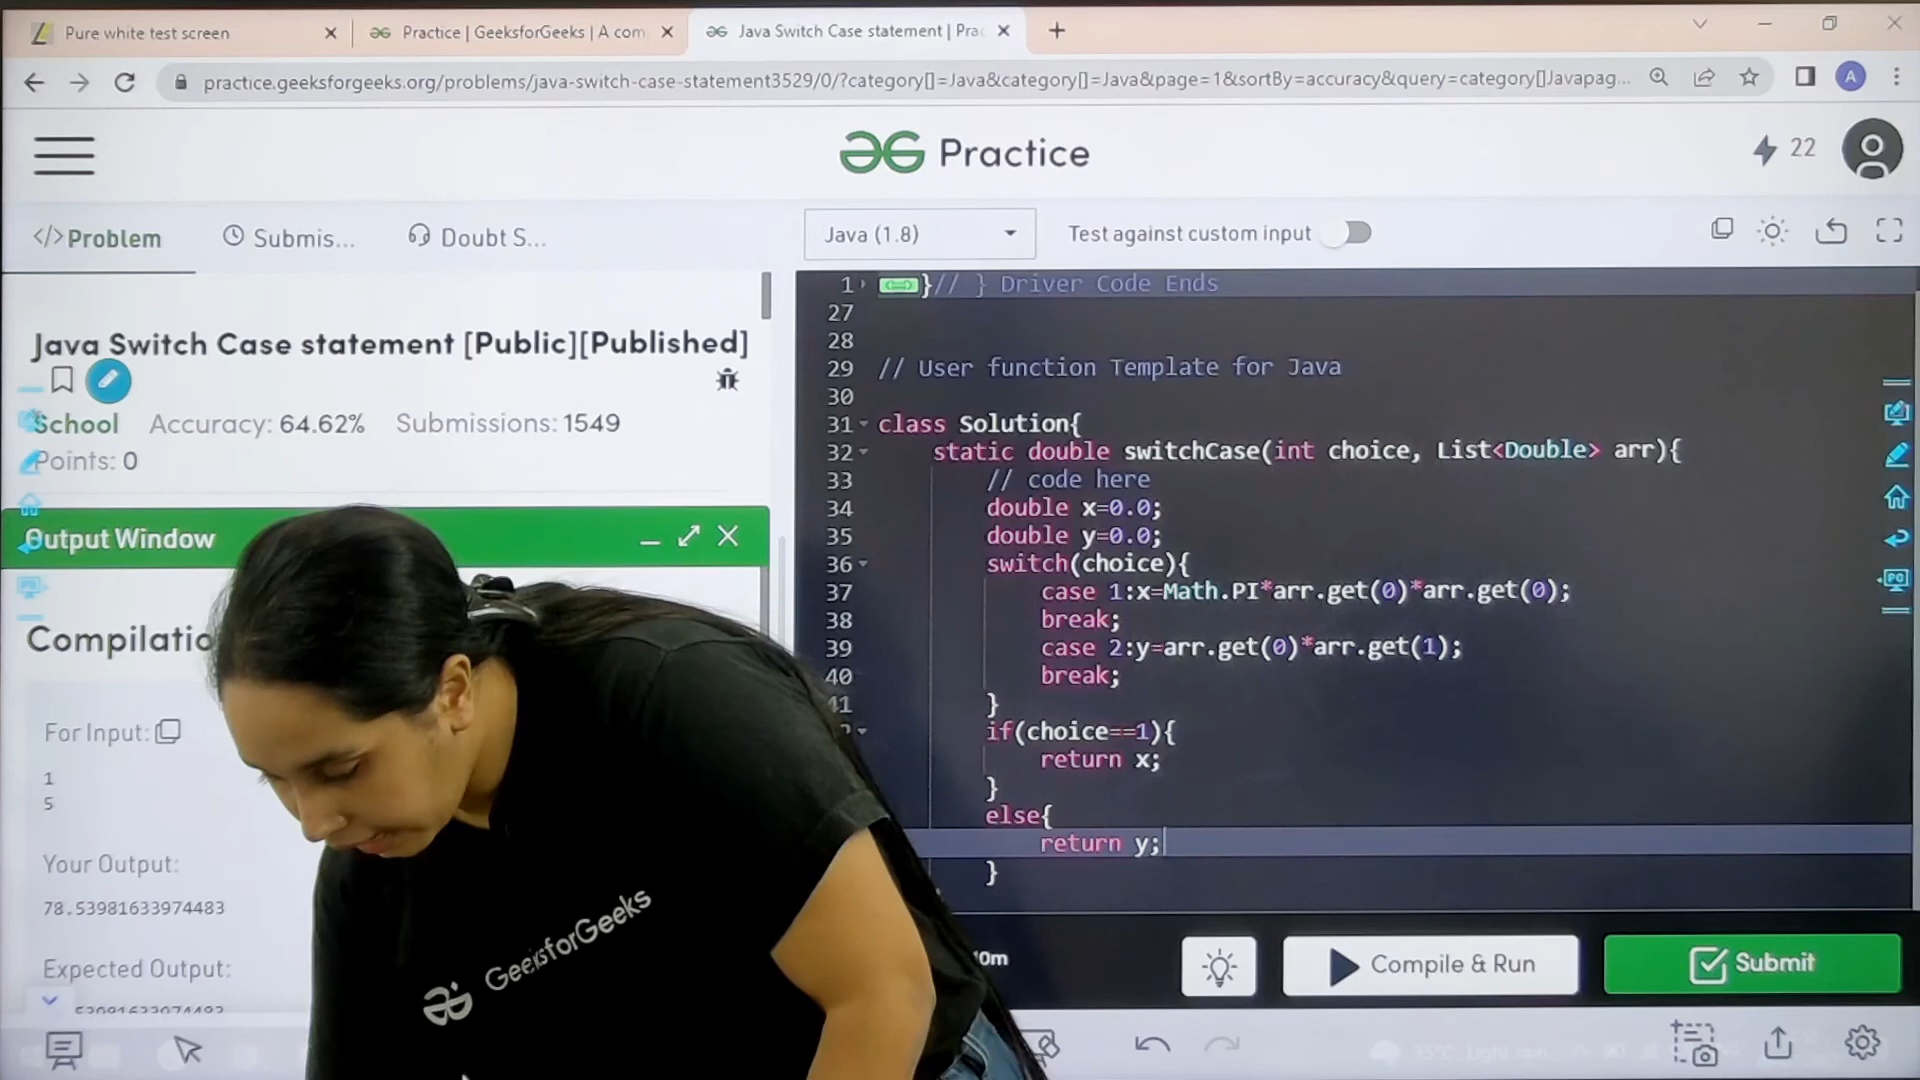 Pure white test screen
Practice | GeeksforGeeks | A com
Java Switch Case statement | Prac
practice.geeksforgeeks.org/problems/java-switch-case-statement3529/0/?category[]=Java&category[]=Java&page=1&sortBy=accuracy&query=category[]Javapag...
A
Practice
22
</>Problem
Submis...
Doubt S...
Java (1.8)
Test against custom input
Java Switch Case statement [Public][Published]
School Accuracy: 64.62% Submissions: 1549
Points: 0
Output Window
Compilatio
For Input:
1
5
Your Output:
78.53981633974483
Expected Output:
1 }// } Driver Code Ends
27
28
29 // User function Template for Java
30
31 class Solution{
32 static double switchCase(int choice, List<Double> arr){
33 // code here
34 double x=0.0;
35 double y=0.0;
36 switch(choice){
37 case 1:x=Math.PI*arr.get(0)*arr.get(0);
38 break;
39 case 2:y=arr.get(0)*arr.get(1);
40 break;
41 }
if(choice==1){
return x;
}
else{
return y;
}
Compile & Run
Submit
GeeksforGeeks
15°C Light rain